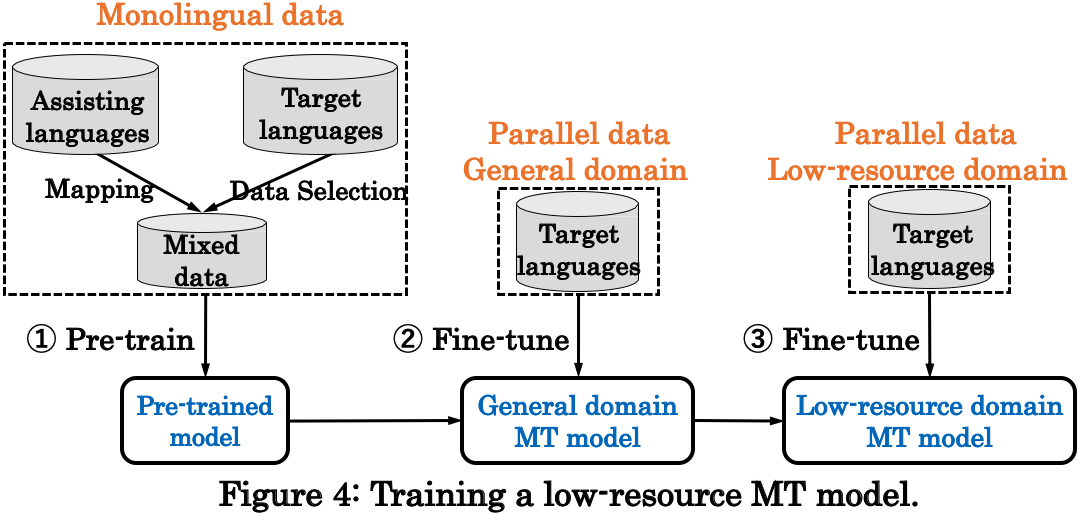 Monolingual data
Assisting
languages
Target
languages
Mapping
Data Selection
Mixed
data
Parallel data
General domain
Target
languages
Parallel data
Low-resource domain
Target
languages
① Pre-train
② Fine-tune
③ Fine-tune
Pre-trained
model
General domain
MT model
Low-resource domain
MT model
Figure 4: Training a low-resource MT model.